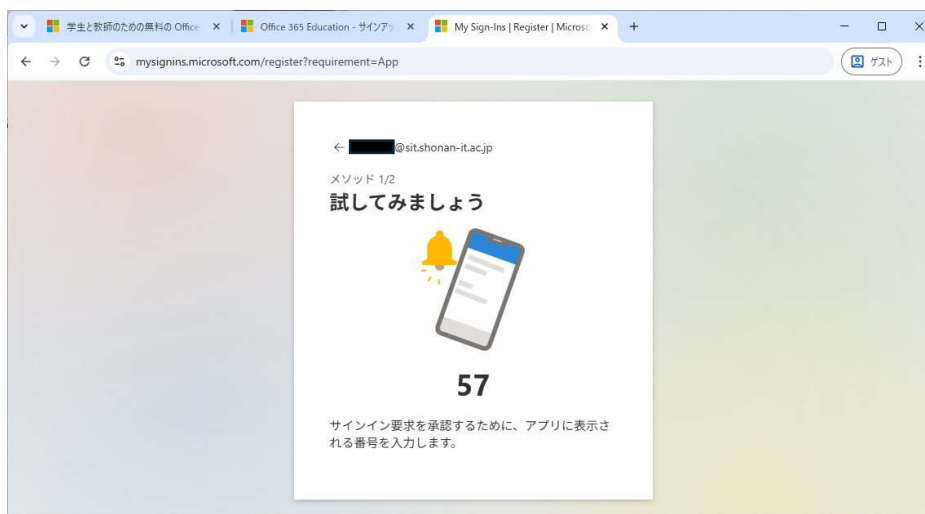 学生と教師のための無料の Office
Office 365 Education - サインアッ
My Sign-Ins | Register | Microsc
mysignins.microsoft.com/register?requirement=App
ゲスト
@sit.shonan-it.ac.jp
メソッド 1/2
試してみましょう
57
サインイン要求を承認するために、アプリに表示さ
れる番号を入力します。